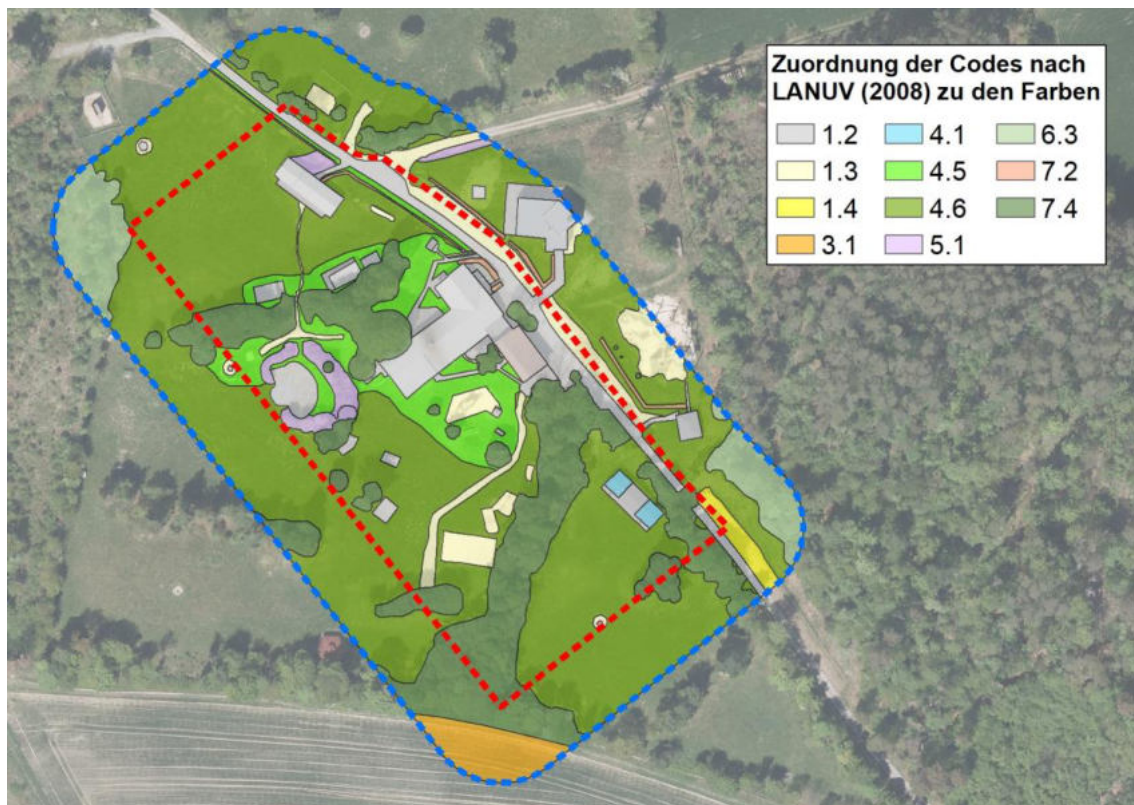 Zuordnung der Codes nach
LANUV (2008) zu den Farben
1.2 4.1 6.3
1.3 4.5 7.2
1.4 4.6 7.4
3.1 5.1